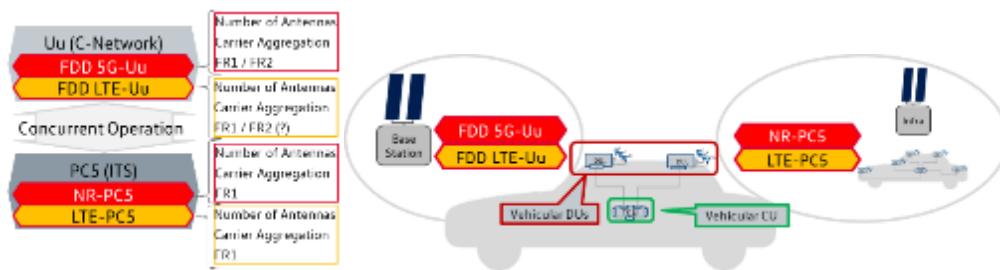 Uu (C-Network)
FDD 5G-Uu
FDD LTE-Uu
Concurrent Operation
PC5 (ITS)
NR-PC5
LTE-PC5
Number of Antennas
Carrier Aggregation
FR1 / FR2
Number of Antennas
Carrier Aggregation
FR1 / FR2 (?)
Number of Antennas
Carrier Aggregation
FR1
Number of Antennas
Carrier Aggregation
FR1
Base
Station
FDD 5G-Uu
FDD LTE-Uu
Vehicular DUs
Vehicular CU
NR-PC5
LTE-PC5
Infra